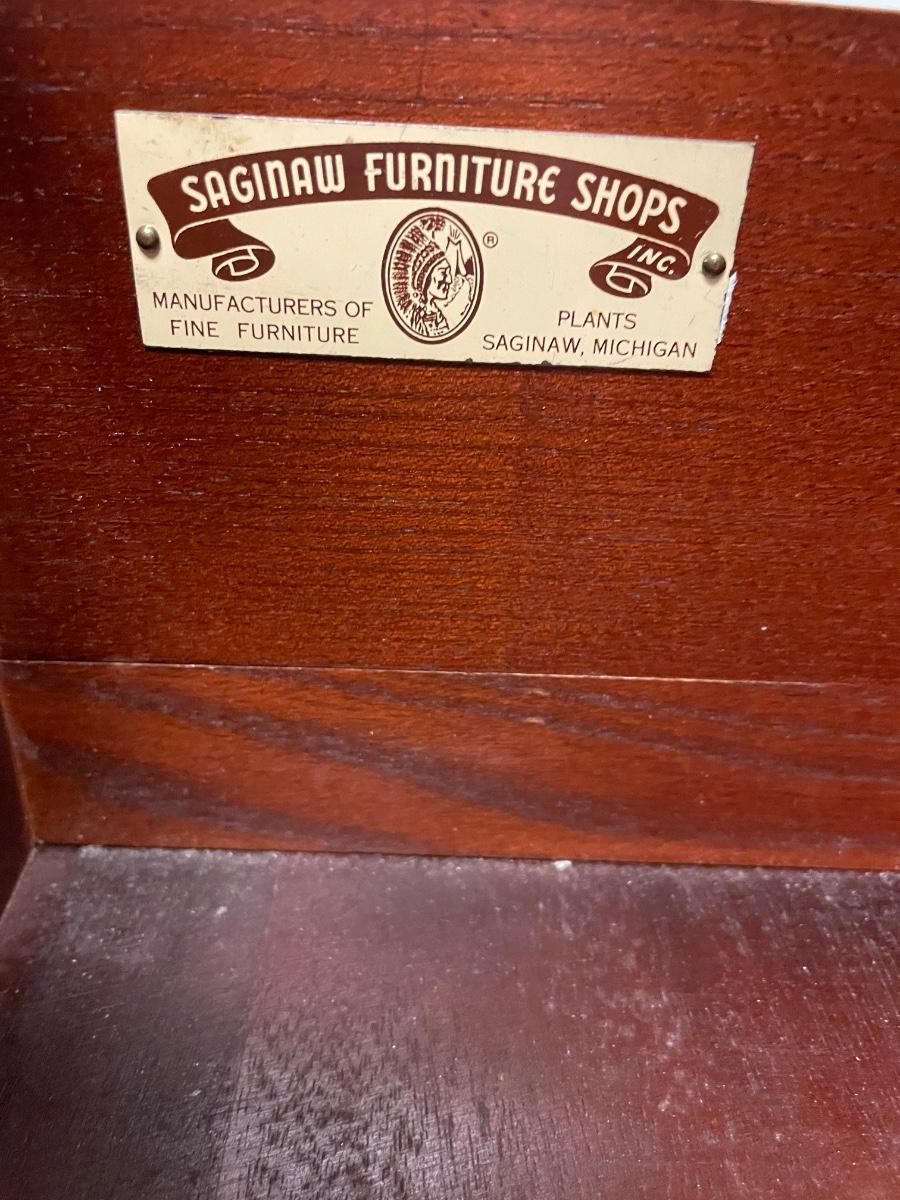 SAGINAW FURNITURE SHOPS
INC.
®
MANUFACTURERS OF
FINE FURNITURE
PLANTS
SAGINAW, MICHIGAN